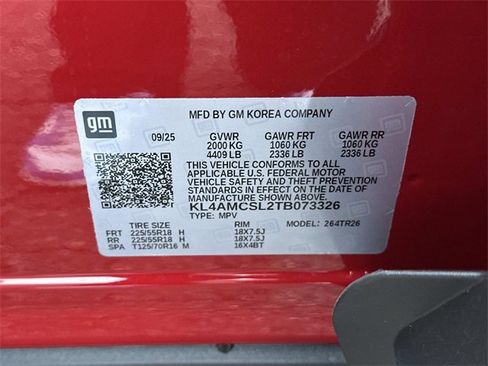 gm
MFD BY GM KOREA COMPANY
09/25 GVWR GAWR FRT GAWR RR
2000 KG 1060 KG 1060 KG
4409 LB 2336 LB 2336 LB
THIS VEHICLE CONFORMS TO ALL
APPLICABLE U.S. FEDERAL MOTOR
VEHICLE SAFETY AND THEFT PREVENTION
STANDARDS IN EFFECT ON THE DATE OF
MANUFACTURE SHOWN ABOVE.
KL4AMCSL2TB073326
TYPE: MPV
TIRE SIZE RIM MODEL: 264TR26
FRT 225/55R18 H 18X7.5J
RR 225/55R18 H 18X7.5J
SPA T125/70R16 M 16X4BT